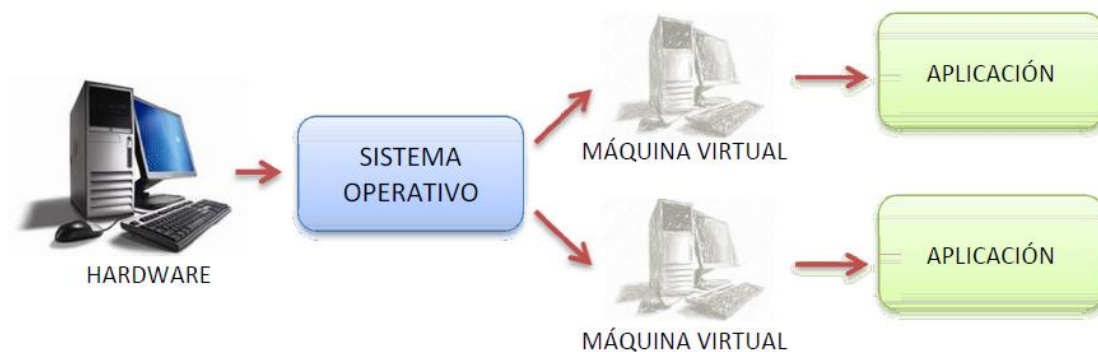 HARDWARE
SISTEMA
OPERATIVO
MÁQUINA VIRTUAL
APLICACIÓN
MÁQUINA VIRTUAL
APLICACIÓN